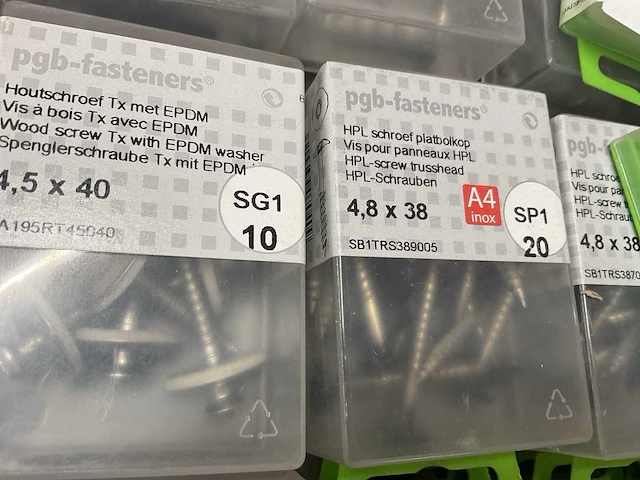 pgb-fasteners®
Houtschroef Tx met EPDM
Vis à bois Tx avec EPDM
Wood screw Tx with EPDM washer
Spenglerschraube Tx mit EPDM
4,5 x 40
SG1
10
A195RT45040
pgb-fasteners®
HPL schroef platbolkop
Vis pour panneaux HPL
HPL-screw trusshead
HPL-Schrauben
4,8 x 38
A4
inox
SP1
20
SB1TRS389005
pgb-
HPL schroe
Vis pour pa
HPL-screw t
HPL-Schrau
4,8 x 38
SB1TRS3870